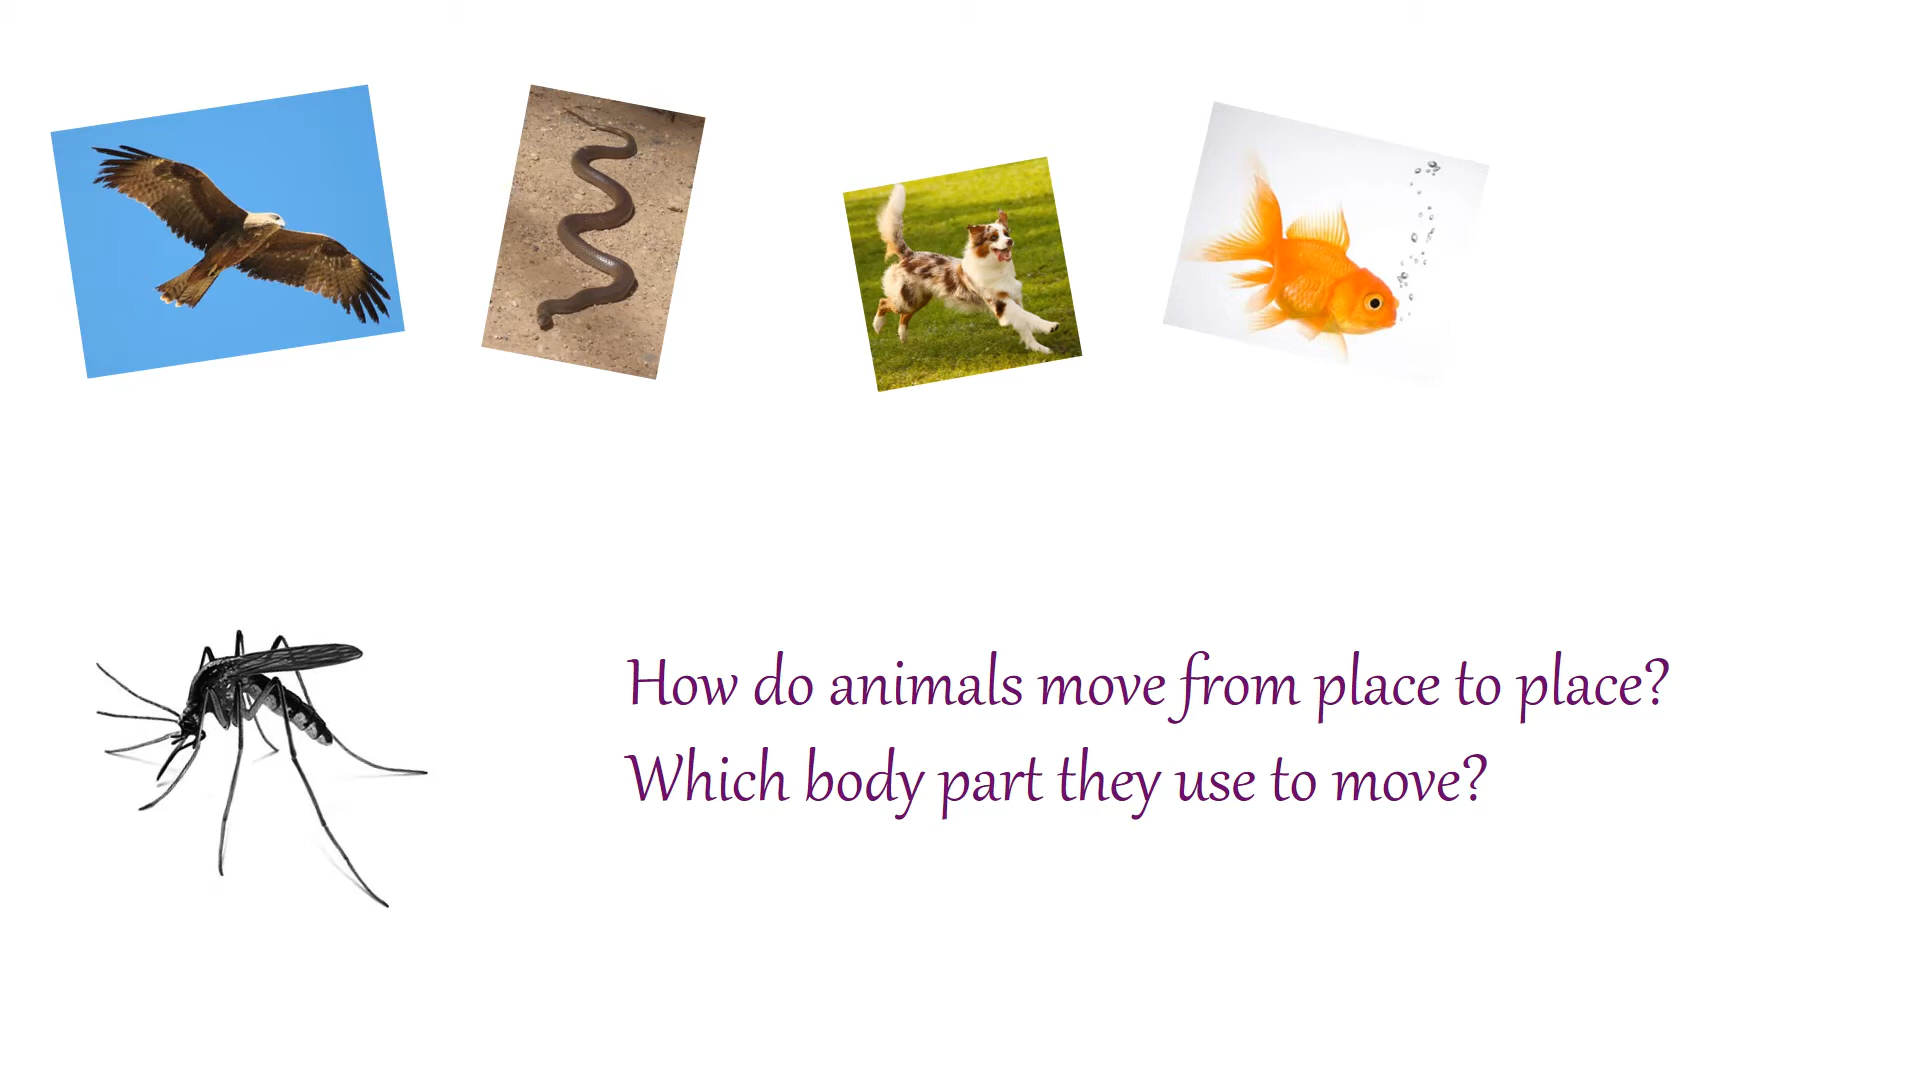 How do animals move from place to place?
Which body part they use to move?